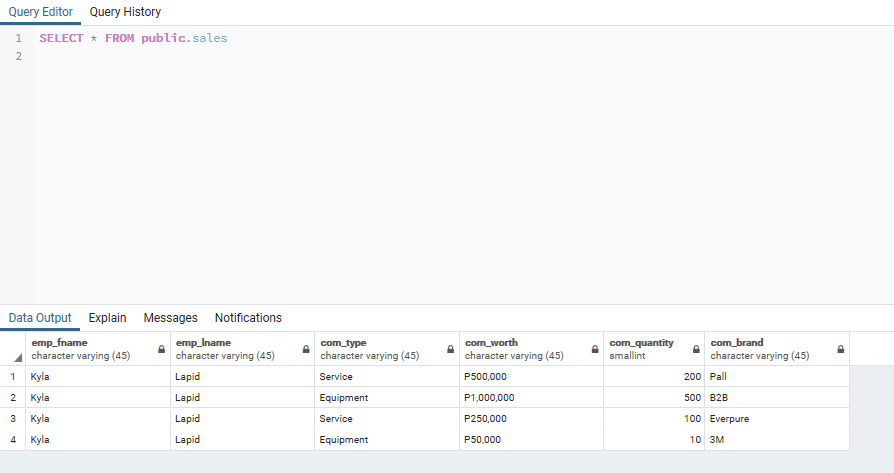 Query Editor Query History
1 SELECT * FROM public.sales
2
Data Output Explain Messages Notifications
emp_fname emp_lname com_type com_worth com_quantity com_brand
character varying (45) character varying (45) character varying (45) character varying (45) smallint character varying (45)
1 Kyla Lapid Service P500,000 200 Pall
2 Kyla Lapid Equipment P1,000,000 500 B2B
3 Kyla Lapid Service P250,000 100 Everpure
4 Kyla Lapid Equipment P50,000 10 3M